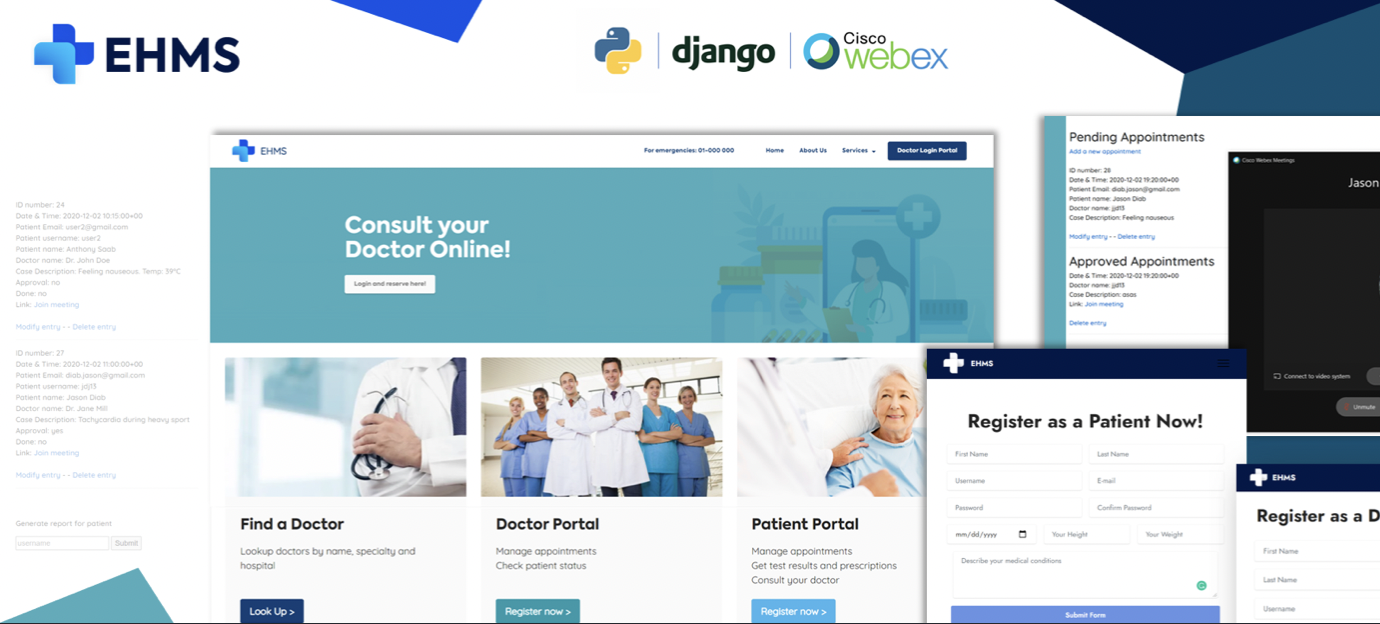 EHMS
django
Cisco
webex
ID number: 24
Date & Time: 2020-12-02 10:15:00+00
Patient Email: user2@gmail.com
Patient username: user2
Patient name: Anthony Saab
Doctor name: Dr. John Doe
Case Description: Feeling nauseous. Temp: 39°C
Approval: no
Done: no
Link: Join meeting
Modify entry - - Delete entry
ID number: 27
Date & Time: 2020-12-02 11:00:00+00
Patient Email: diab.jason@gmail.com
Patient username: jdj13
Patient name: Jason Diab
Doctor name: Dr. Jane Mill
Case Description: Tachycardia during heavy sport
Approval: yes
Done: no
Link: Join meeting
Modify entry - - Delete entry
Generate report for patient
username
Submit
EHMS
For emergencies: 01-000 000
Home
About Us
Services
Doctor Login Portal
Consult your
Doctor Online!
Login and reserve here!
Find a Doctor
Lookup doctors by name, specialty and
hospital
Look Up >
Doctor Portal
Manage appointments
Check patient status
Register now >
Patient Portal
Manage appointments
Get test results and prescriptions
Consult your doctor
Register now >
Pending Appointments
Add a new appointment
ID number: 28
Date & Time: 2020-12-02 19:20:00+00
Patient Email: diab.jason@gmail.com
Patient name: Jason Diab
Doctor name: jjd13
Case Description: Feeling nauseous
Modify entry - - Delete entry
Approved Appointments
Date & Time: 2020-12-02 19:20:00+00
Doctor name: jjd13
Case Description: asas
Link: Join meeting
Delete entry
Cisco Webex Meetings
Jason
Connect to video system
Unmute
EHMS
Register as a Patient Now!
First Name
Last Name
Username
E-mail
Password
Confirm Password
mm/dd/yyyy
Your Height
Your Weight
Describe your medical conditions
Submit Form
EHMS
Register as a D
First Name
Last Name
Username